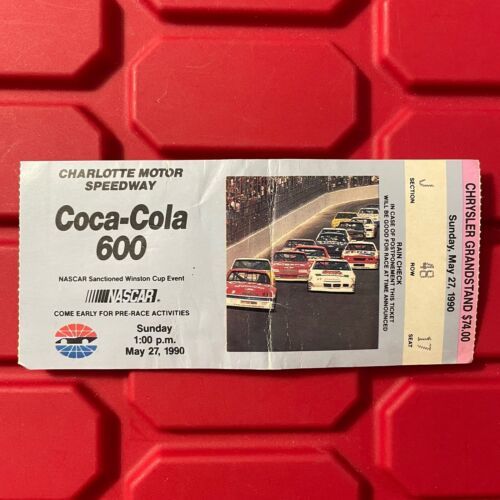 CHARLOTTE MOTOR
SPEEDWAY
Coca-Cola
600
NASCAR Sanctioned Winston Cup Event
NASCAR
COME EARLY FOR PRE-RACE ACTIVITIES
Sunday
1:00 p.m.
May 27, 1990
RAIN CHECK
IN CASE OF POSTPONEMENT THIS TICKET
WILL BE GOOD FOR RACE AT TIME ANNOUNCED
SECTION
ROW 48
SEAT
Sunday, May 27, 1990
CHRYSLER GRANDSTAND $74.00